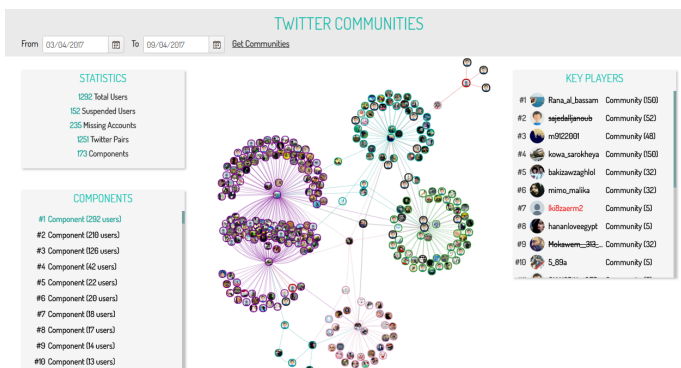 TWITTER COMMUNITIES
From 03/04/2017 To 09/04/2017 Get Communities
STATISTICS
1292 Total Users
152 Suspended Users
235 Missing Accounts
1251 Twitter Pairs
173 Components
COMPONENTS
#1 Component (292 users)
#2 Component (210 users)
#3 Component (126 users)
#4 Component (42 users)
#5 Component (22 users)
#6 Component (20 users)
#7 Component (18 users)
#8 Component (17 users)
#9 Component (14 users)
#10 Component (13 users)
KEY PLAYERS
#1 Rana_al_bassam Community (150)
#2 sajedalljanoub Community (52)
#3 m9122001 Community (48)
#4 kowa_sarokheya Community (150)
#5 bakizawzaghlol Community (32)
#6 mimo_malika Community (32)
#7 lki8zaerm2 Community (5)
#8 hananloveegypt Community (5)
#9 Mokawem__313_... Community (32)
#10 5_89a Community (5)